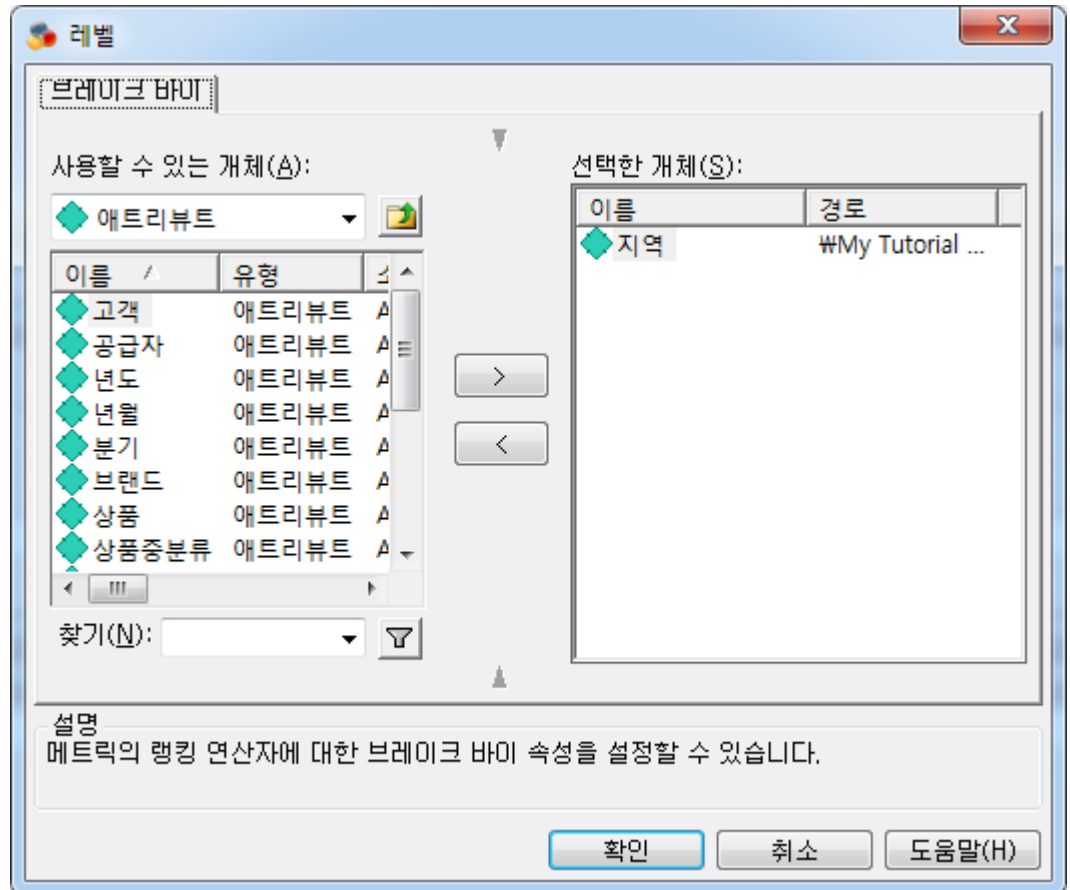 레벨
브레이크 바이
사용할 수 있는 개체(A):
애트리뷰트
이름 유형
고객 애트리뷰트 A
공급자 애트리뷰트 A
년도 애트리뷰트 A
년월 애트리뷰트 A
분기 애트리뷰트 A
브랜드 애트리뷰트 A
상품 애트리뷰트 A
상품중분류 애트리뷰트 A
찾기(N):
>
<
선택한 개체(S):
이름 경로
지역 ₩My Tutorial ...
설명
메트릭의 랭킹 연산자에 대한 브레이크 바이 속성을 설정할 수 있습니다.
확인 취소 도움말(H)